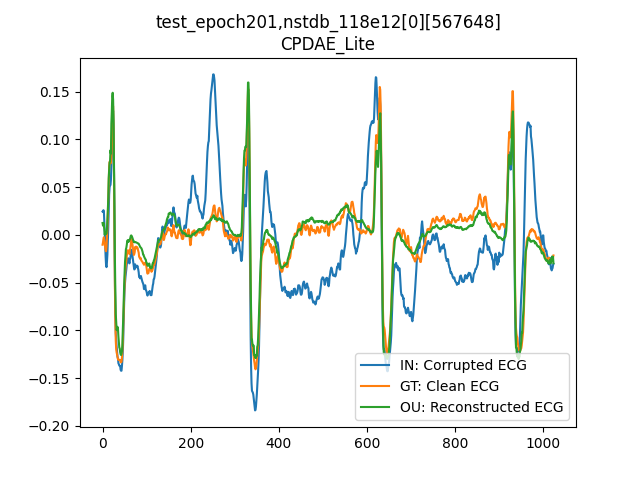 test_epoch201,nstdb_118e12[0][567648]
CPDAE_Lite
0.15
0.10
0.05
0.00
−0.05
−0.10
−0.15
−0.20
0
200
400
600
800
1000
IN: Corrupted ECG
GT: Clean ECG
OU: Reconstructed ECG